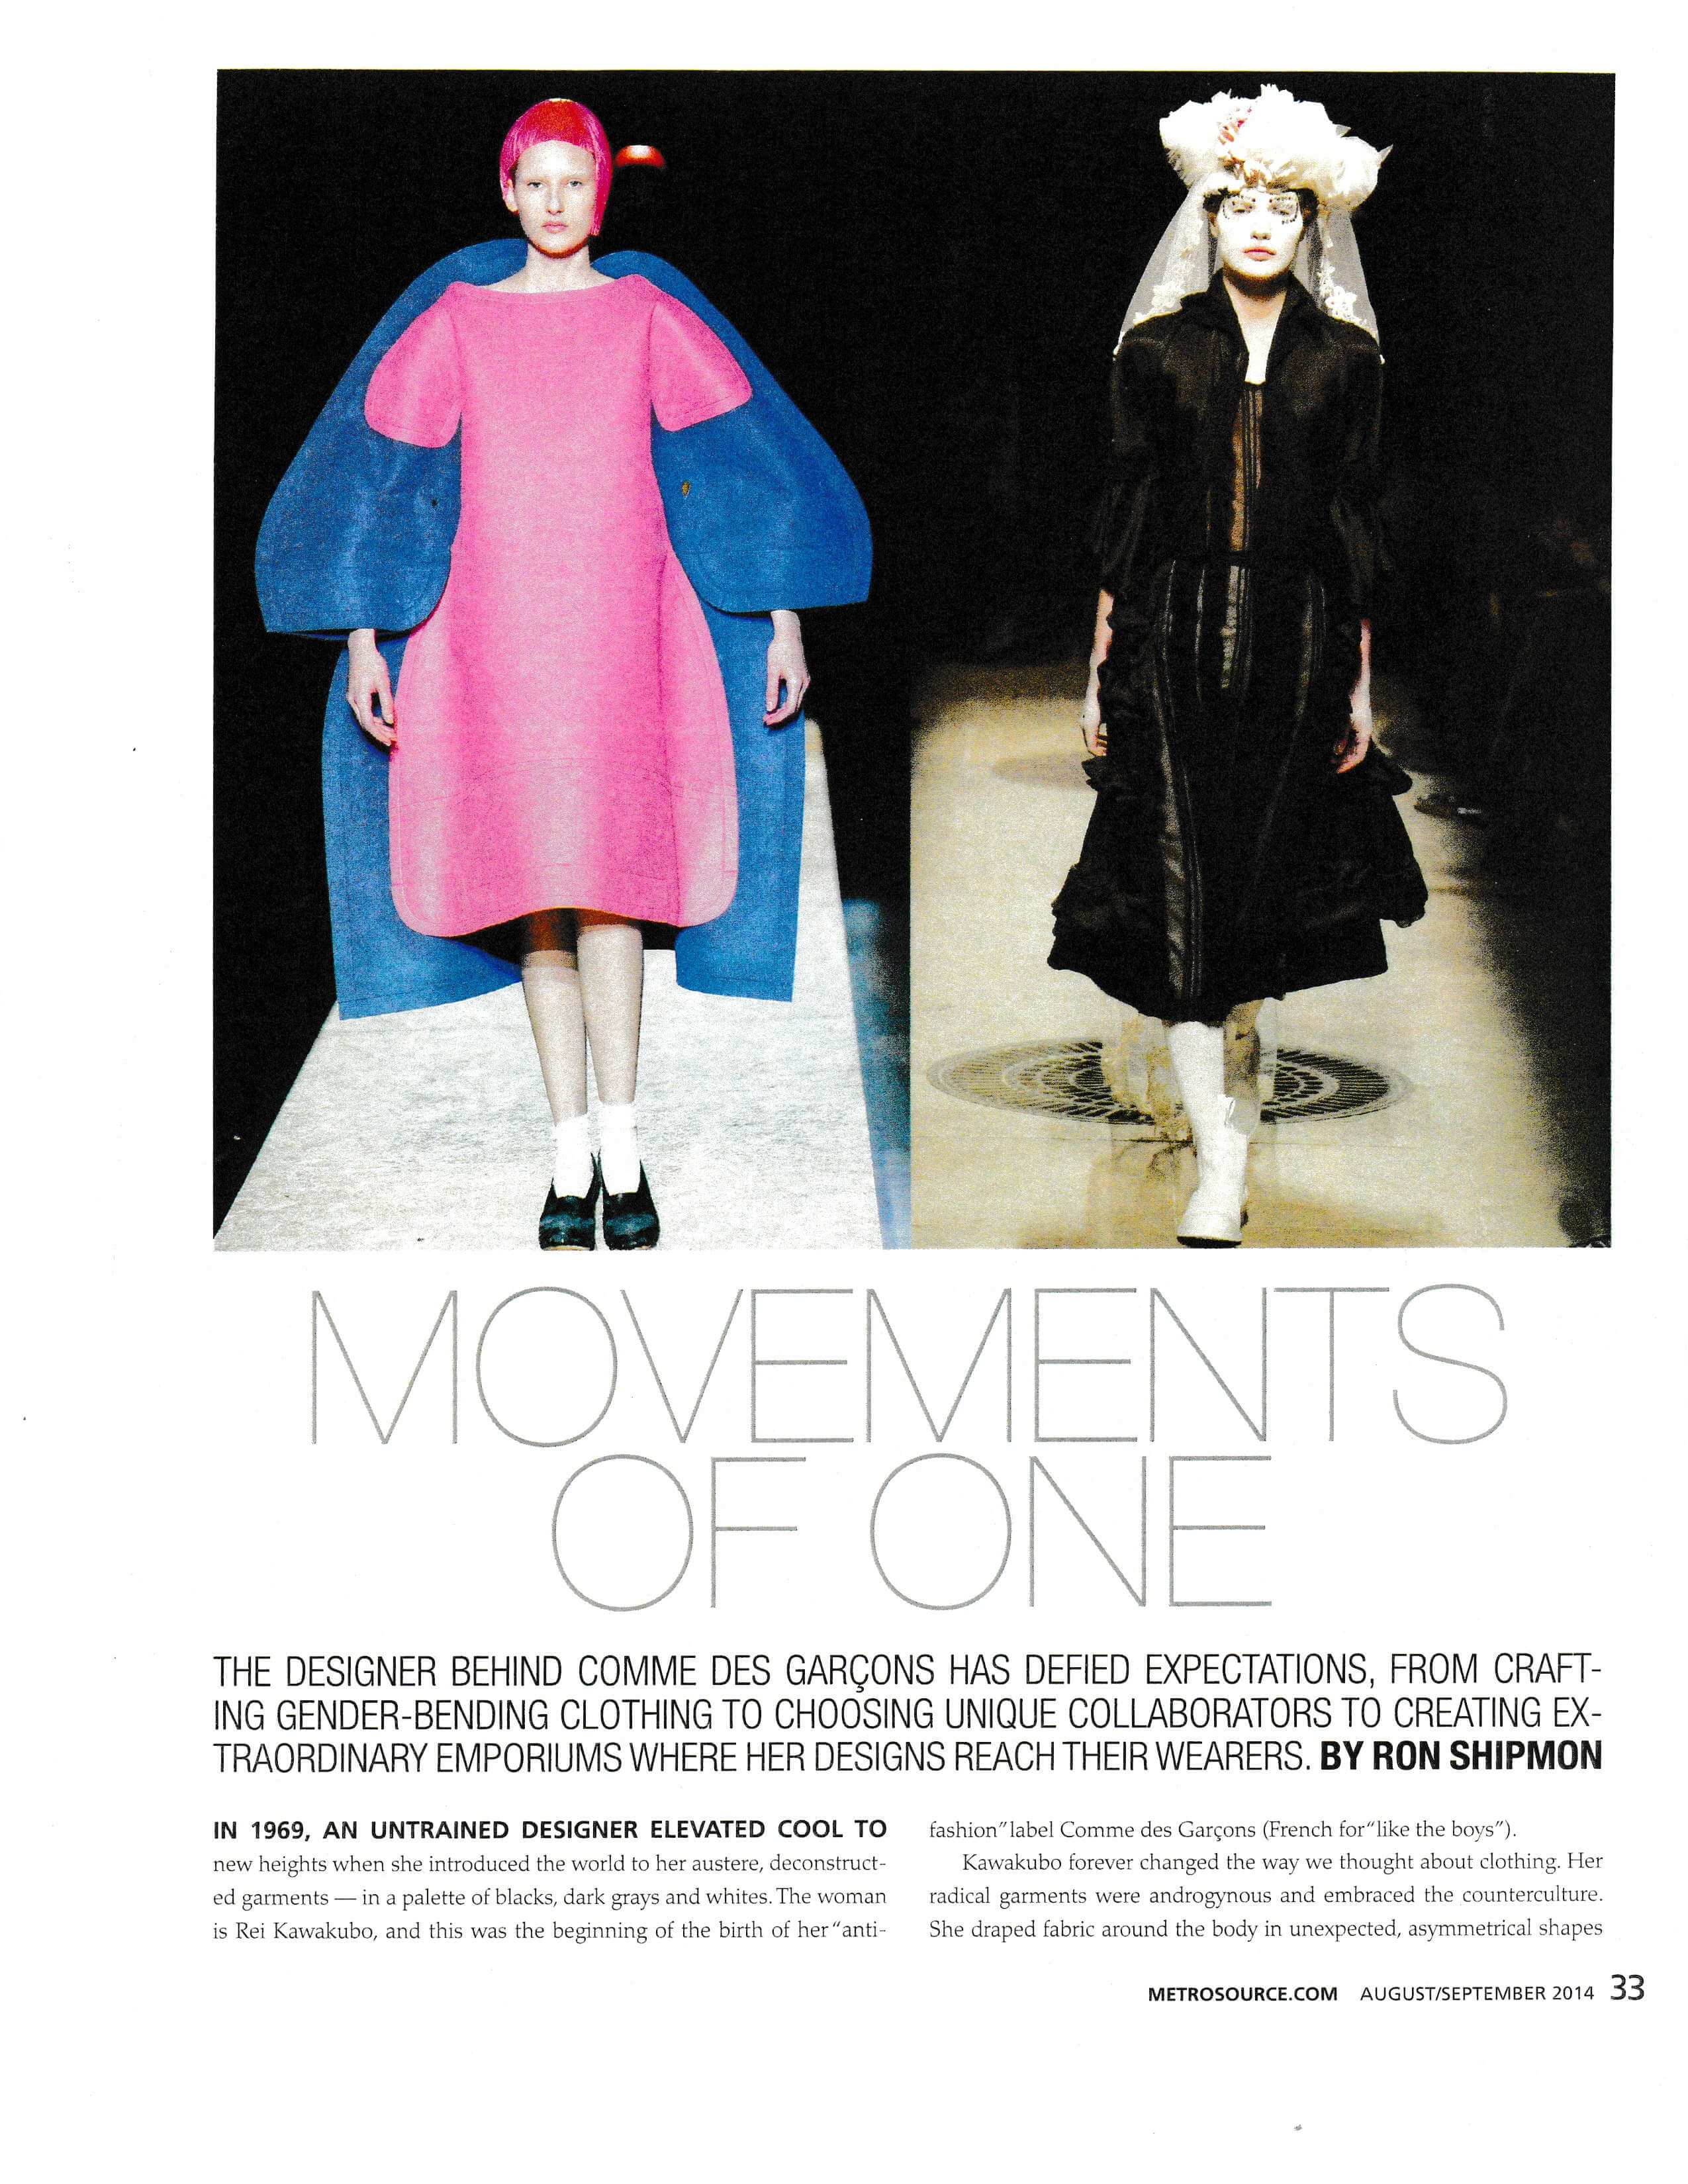 MOVEMENTS
OF ONE
THE DESIGNER BEHIND COMME DES GARÇONS HAS DEFIED EXPECTATIONS, FROM CRAFT-
ING GENDER-BENDING CLOTHING TO CHOOSING UNIQUE COLLABORATORS TO CREATING EX-
TRAORDINARY EMPORIUMS WHERE HER DESIGNS REACH THEIR WEARERS. BY RON SHIPMON
IN 1969, AN UNTRAINED DESIGNER ELEVATED COOL TO
new heights when she introduced the world to her austere, deconstruct-
ed garments — in a palette of blacks, dark grays and whites. The woman
is Rei Kawakubo, and this was the beginning of the birth of her "anti-
fashion" label Comme des Garçons (French for "like the boys").
Kawakubo forever changed the way we thought about clothing. Her
radical garments were androgynous and embraced the counterculture.
She draped fabric around the body in unexpected, asymmetrical shapes
METROSOURCE.COM AUGUST/SEPTEMBER 2014 33